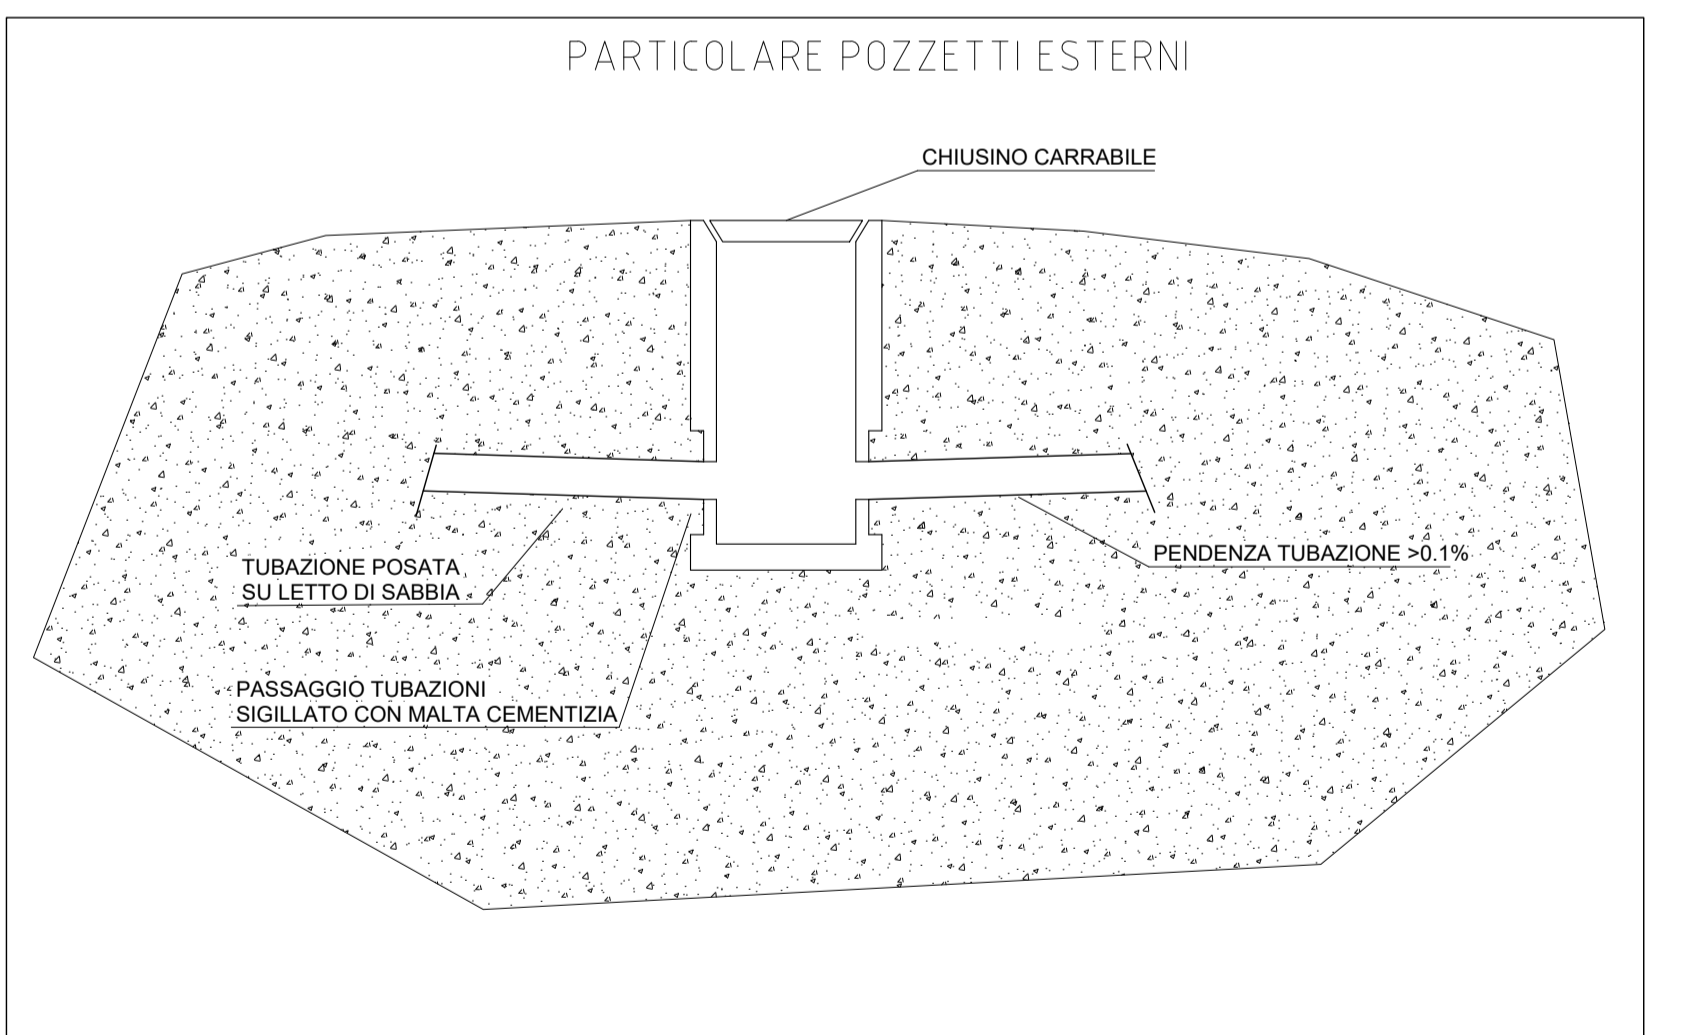 PARTICOLARE POZZETTI ESTERNI
CHIUSINO CARRABILE
TUBAZIONE POSATA
SU LETTO DI SABBIA
PENDENZA TUBAZIONE >0.1%
PASSAGGIO TUBAZIONI
SIGILLATO CON MALTA CEMENTIZIA